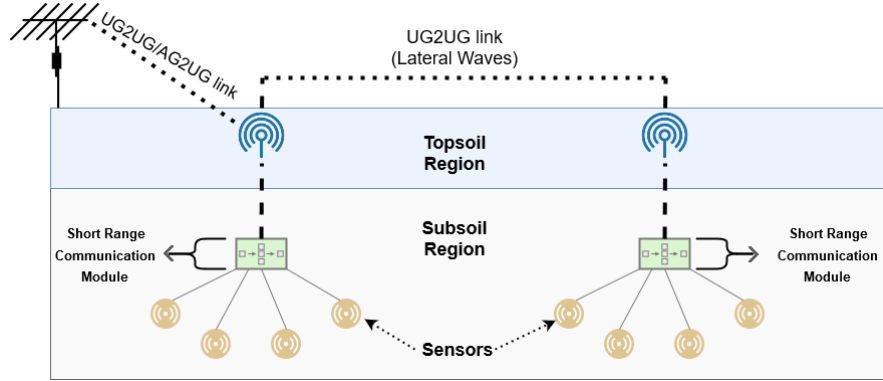 UG2UG/AG2UG link
UG2UG link
(Lateral Waves)
Topsoil
Region
Subsoil
Region
Short Range
Communication
Module
Short Range
Communication
Module
Sensors